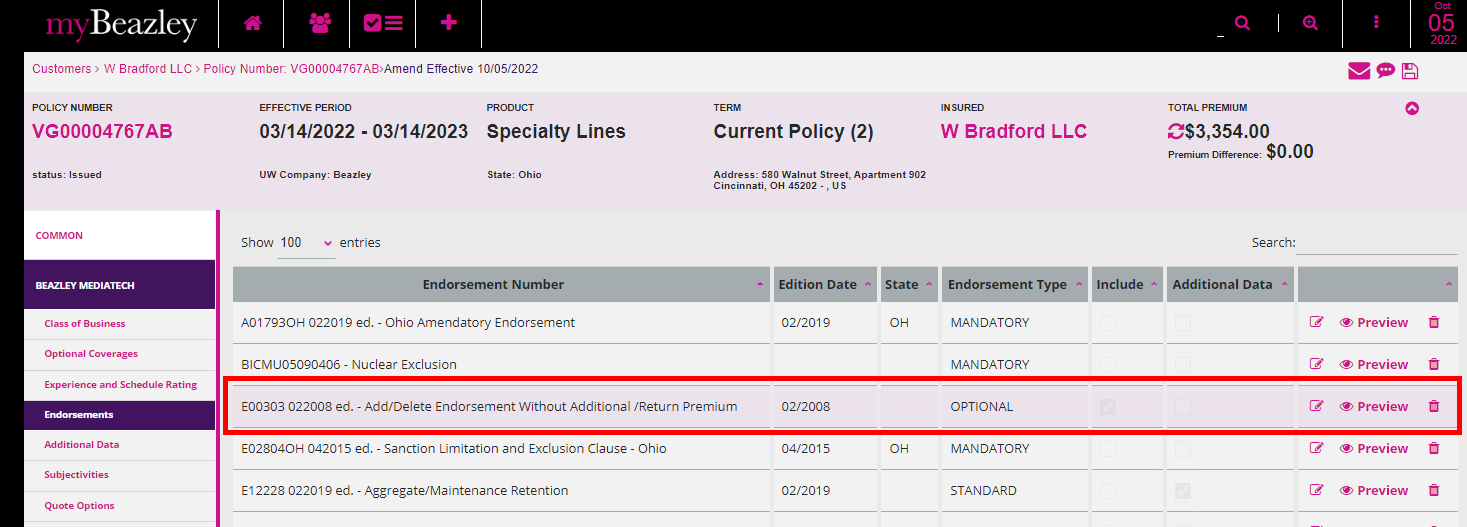 myBeazley
Oct
05
2022
Customers > W Bradford LLC > Policy Number: VG00004767AB>Amend Effective 10/05/2022
POLICY NUMBER
VG00004767AB
status: Issued
EFFECTIVE PERIOD
03/14/2022 - 03/14/2023
UW Company: Beazley
PRODUCT
Specialty Lines
State: Ohio
TERM
Current Policy (2)
Address: 580 Walnut Street, Apartment 902
Cincinnati, OH 45202 - , US
INSURED
W Bradford LLC
TOTAL PREMIUM
$3,354.00
Premium Difference: $0.00
COMMON
BEAZLEY MEDIATECH
Class of Business
Optional Coverages
Experience and Schedule Rating
Endorsements
Additional Data
Subjectivities
Quote Options
Show 100 entries
Search:
Endorsement Number Edition Date State Endorsement Type Include Additional Data
A01793OH 022019 ed. - Ohio Amendatory Endorsement 02/2019 OH MANDATORY Preview
BICMU05090406 - Nuclear Exclusion MANDATORY Preview
E00303 022008 ed. - Add/Delete Endorsement Without Additional /Return Premium 02/2008 OPTIONAL Preview
E02804OH 042015 ed. - Sanction Limitation and Exclusion Clause - Ohio 04/2015 OH MANDATORY Preview
E12228 022019 ed. - Aggregate/Maintenance Retention 02/2019 STANDARD Preview